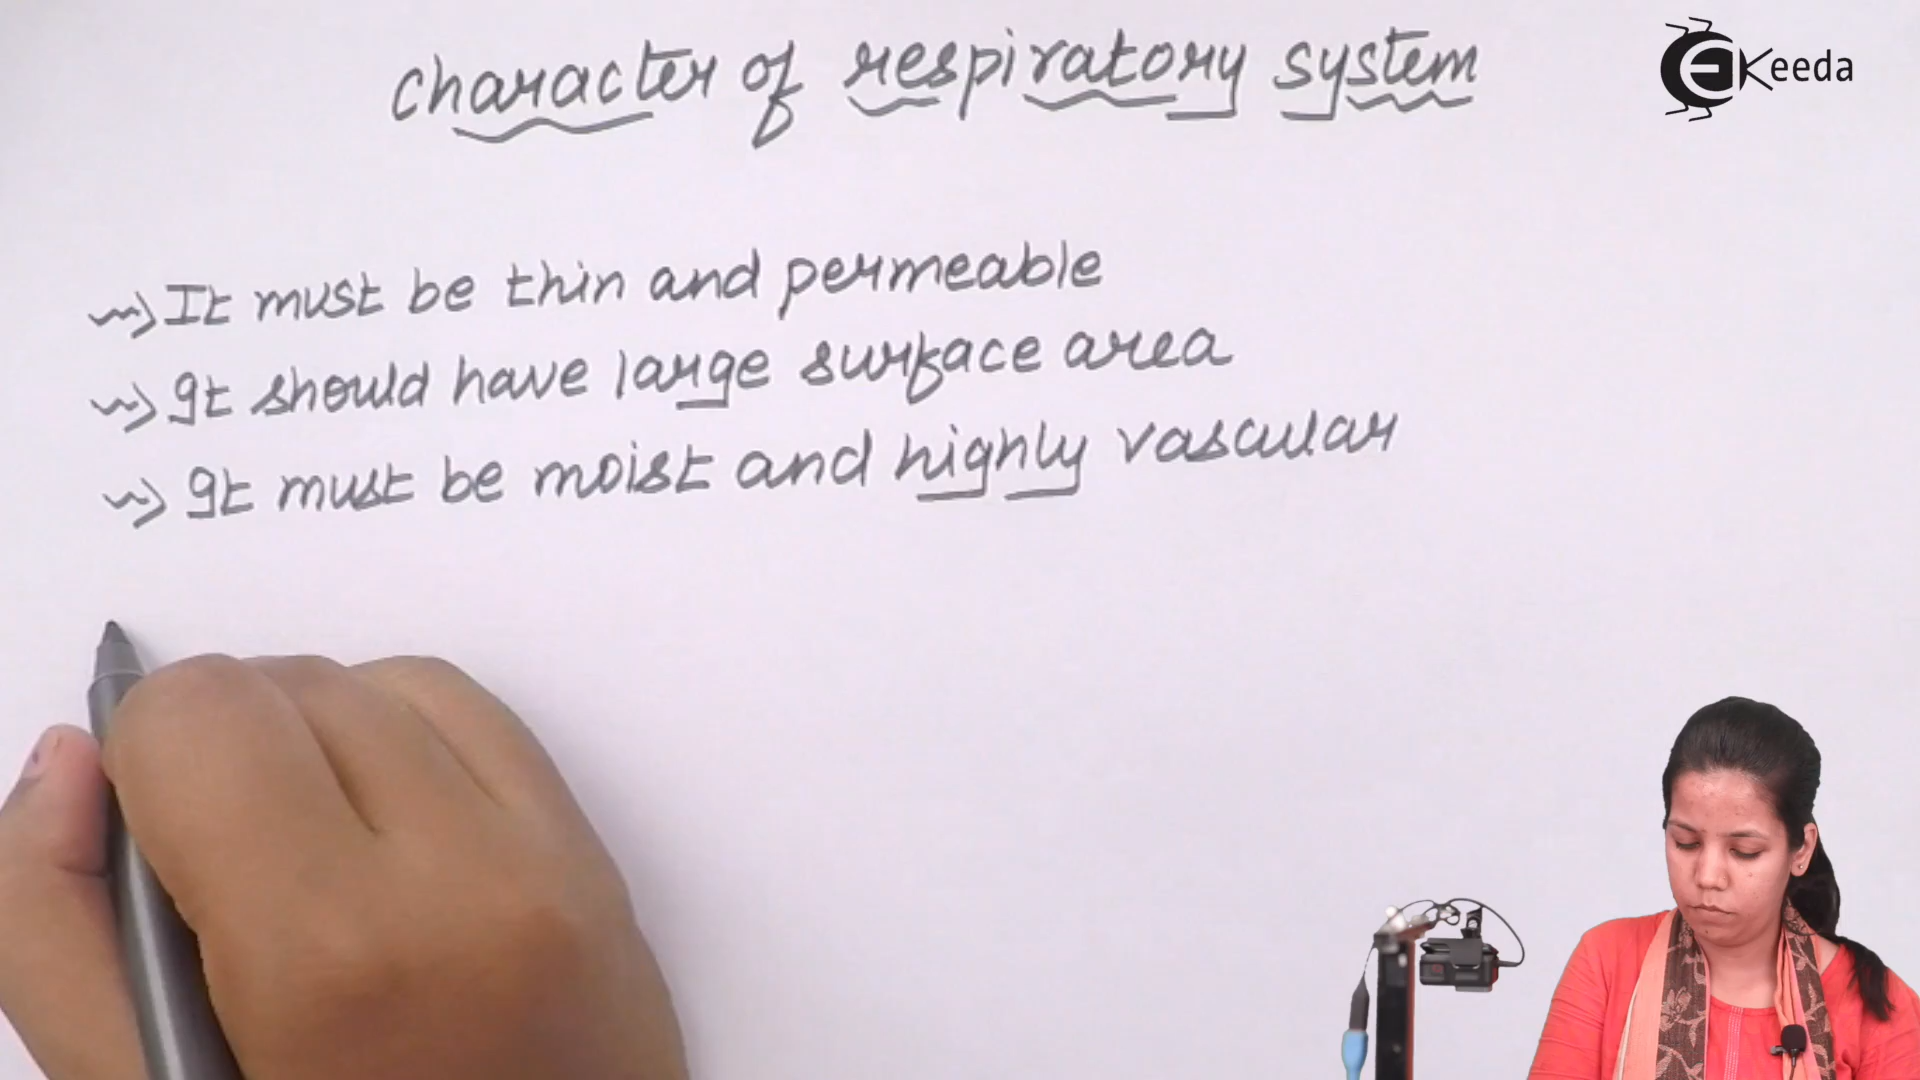 character of respiratory system
EKeeda
It must be thin and permeable
It should have large surface area
It must be moist and highly vascular